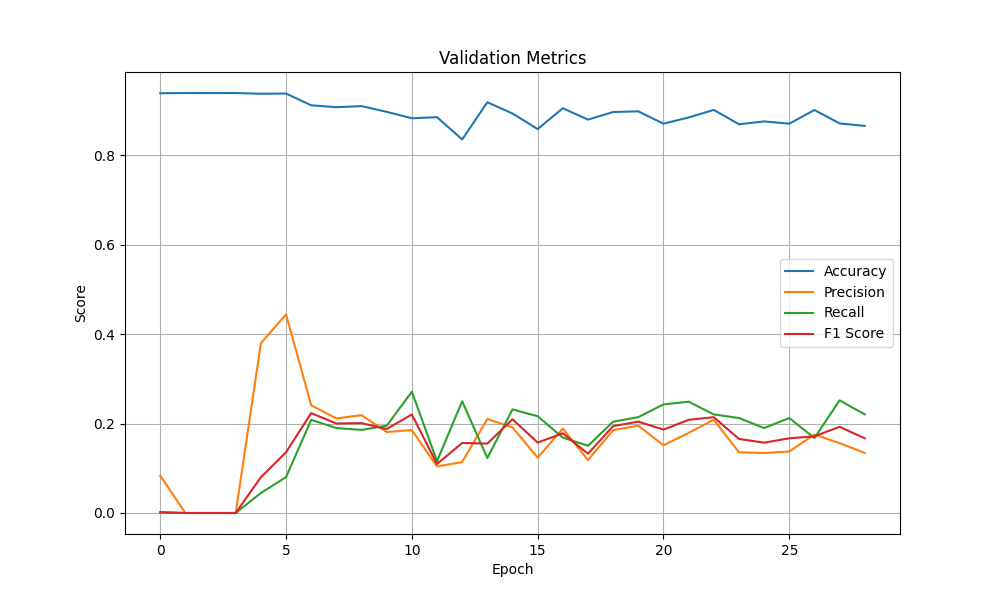 Validation Metrics
Score
0.8
0.6
0.4
0.2
0.0
Accuracy
Precision
Recall
F1 Score
0 5 10 15 20 25
Epoch